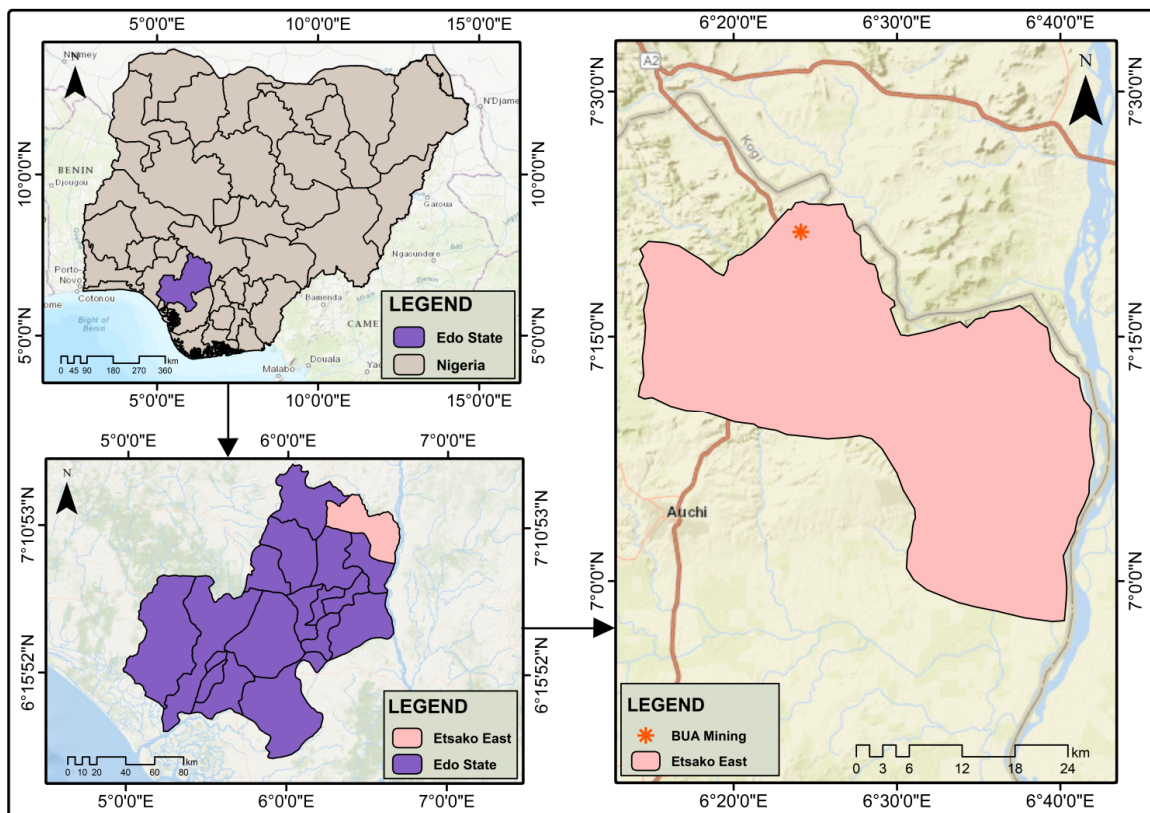 5°0'0"E 10°0'0"E 15°0'0"E
N
Niamey
N'Djame
BENIN
Djougou
Garoua
Ngaoundere
Porto-
Novo
Cotonou
ome
Bight of
Benin
Bamenda
CAME
Douala
Malabo
Yao
10°0'0"N
5°0'0"N
10°0'0"N
5°0'0"N
LEGEND
Edo State
Nigeria
0 45 90 180 270 360
km
5°0'0"E 10°0'0"E 15°0'0"E
5°0'0"E 6°0'0"E 7°0'0"E
N
7°10'53"N
6°15'52"N
7°10'53"N
6°15'52"N
LEGEND
Etsako East
Edo State
0 10 20 40 60 80
km
5°0'0"E 6°0'0"E 7°0'0"E
6°20'0"E 6°30'0"E 6°40'0"E
A2
N
Kogi
Auchi
7°30'0"N
7°15'0"N
7°0'0"N
7°30'0"N
7°15'0"N
7°0'0"N
LEGEND
BUA Mining
Etsako East
0 3 6 12 18 24
km
6°20'0"E 6°30'0"E 6°40'0"E